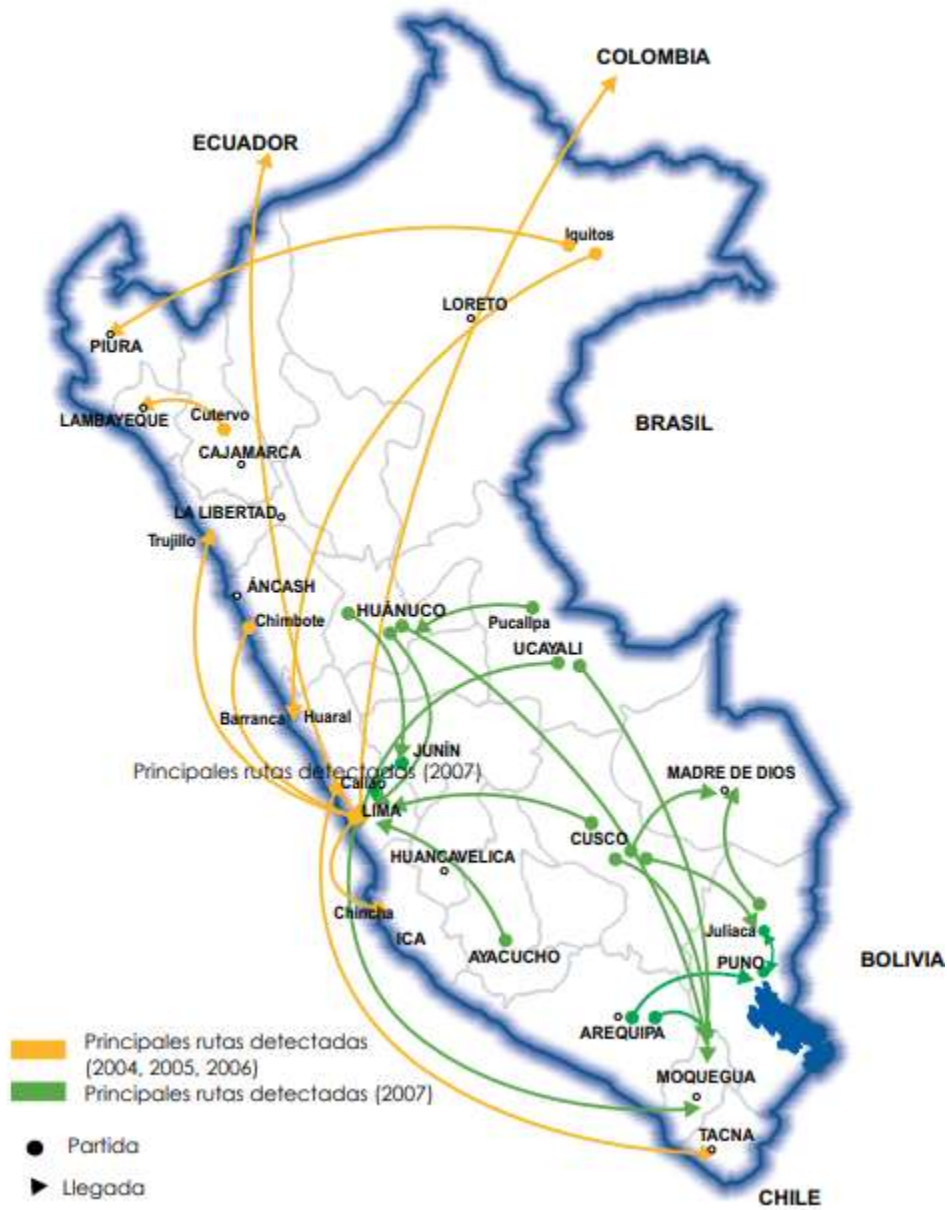 COLOMBIA
ECUADOR
Iquitos
LORETO
PIURA
LAMBAYEQUE
Cutervo
BRASIL
CAJAMARCA
LA LIBERTAD
Trujillo
ÁNCASH
Chimbote
HUÁNUCO
Pucallpa
UCAYALI
Barranca
Huaral
JUNÍN
Principales rutas detectadas (2007)
MADRE DE DIOS
Callao
LIMA
CUSCO
HUANCAVELICA
Chincha
ICA
AYACUCHO
Juliaca
PUNO
BOLIVIA
AREQUIPA
Principales rutas detectadas
(2004, 2005, 2006)
Principales rutas detectadas (2007)
MOQUEGUA
TACNA
Partida
Llegada
CHILE